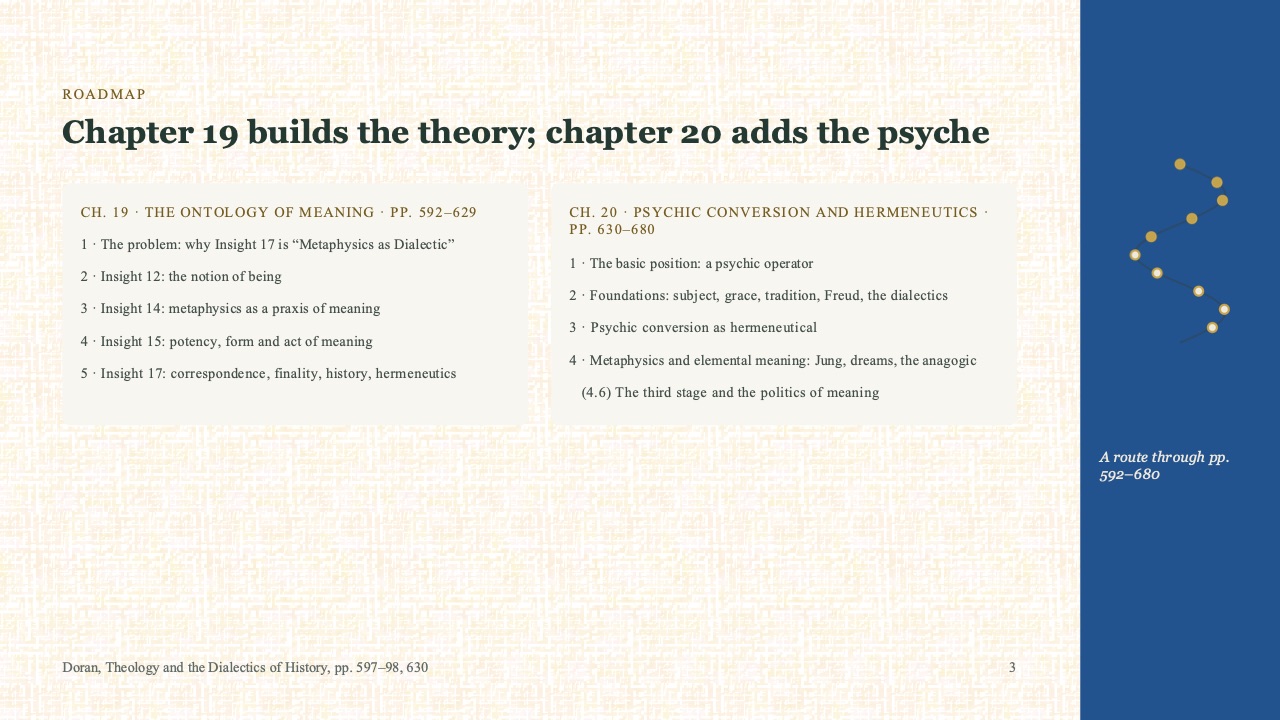 ROADMAP
Chapter 19 builds the theory; chapter 20 adds the psyche
CH. 19 · THE ONTOLOGY OF MEANING · PP. 592–629
1 · The problem: why Insight 17 is “Metaphysics as Dialectic”
2 · Insight 12: the notion of being
3 · Insight 14: metaphysics as a praxis of meaning
4 · Insight 15: potency, form and act of meaning
5 · Insight 17: correspondence, finality, history, hermeneutics
CH. 20 · PSYCHIC CONVERSION AND HERMENEUTICS ·
PP. 630–680
1 · The basic position: a psychic operator
2 · Foundations: subject, grace, tradition, Freud, the dialectics
3 · Psychic conversion as hermeneutical
4 · Metaphysics and elemental meaning: Jung, dreams, the anagogic
(4.6) The third stage and the politics of meaning
A route through pp.
592–680
Doran, Theology and the Dialectics of History, pp. 597–98, 630
3